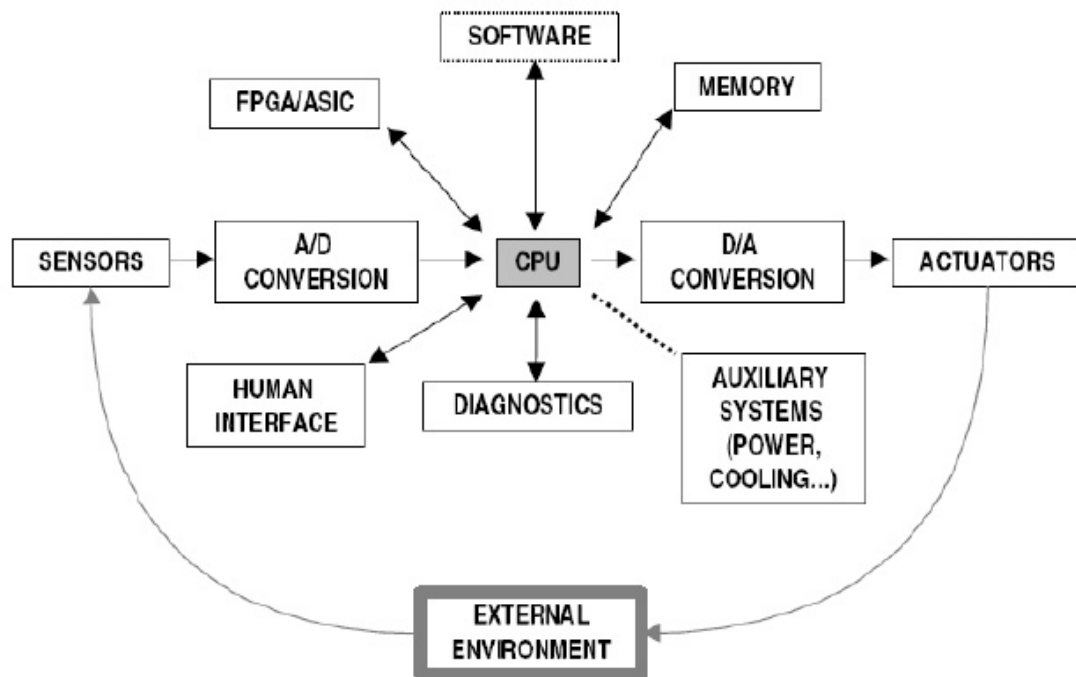 SOFTWARE
FPGA/ASIC
MEMORY
SENSORS
A/D
CONVERSION
CPU
D/A
CONVERSION
ACTUATORS
HUMAN
INTERFACE
DIAGNOSTICS
AUXILIARY
SYSTEMS
(POWER,
COOLING...)
EXTERNAL
ENVIRONMENT